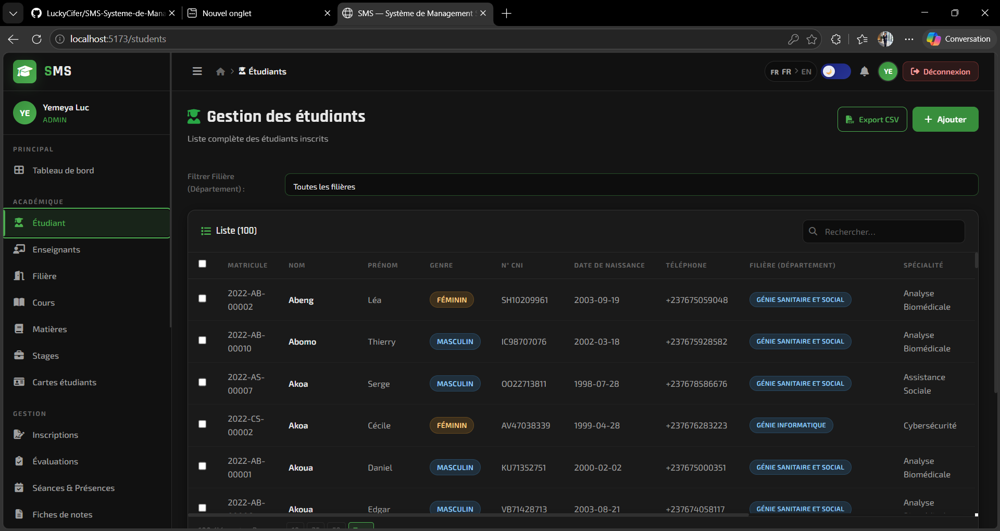 LuckyCifer/SMS-Systeme-de-Mana
Nouvel onglet
SMS — Système de Management
localhost:5173/students
Conversation
SMS
Étudiants
FR FR > EN
YE
Déconnexion
YE
Yemeya Luc
ADMIN
Gestion des étudiants
Liste complète des étudiants inscrits
Export CSV
+ Ajouter
PRINCIPAL
Tableau de bord
ACADÉMIQUE
Étudiant
Enseignants
Filière
Cours
Matières
Stages
Cartes étudiants
GESTION
Inscriptions
Évaluations
Séances & Présences
Fiches de notes
Filtrer Filière
(Département) :
Toutes les filières
Liste (100)
Rechercher...
MATRICULE NOM PRÉNOM GENRE N° CNI DATE DE NAISSANCE TÉLÉPHONE FILIÈRE (DÉPARTEMENT) SPÉCIALITÉ
2022-AB-
00002
Abeng Léa FÉMININ SH10209961 2003-09-19 +237675059048 GÉNIE SANITAIRE ET SOCIAL
Analyse
Biomédicale
2022-AB-
00010
Abomo Thierry MASCULIN IC98707076 2002-03-18 +237675928582 GÉNIE SANITAIRE ET SOCIAL
Analyse
Biomédicale
2022-AS-
00007
Akoa Serge MASCULIN OO22713811 1998-07-28 +237678586676 GÉNIE SANITAIRE ET SOCIAL
Assistance
Sociale
2022-CS-
00002
Akoa Cécile FÉMININ AV47038339 1999-04-28 +237676283223 GÉNIE INFORMATIQUE
Cybersécurité
2022-AB-
00001
Akoua Daniel MASCULIN KU71352751 2000-02-02 +237675000351 GÉNIE SANITAIRE ET SOCIAL
Analyse
Biomédicale
2022-AB-
Akoua Edgar MASCULIN VB71428713 2003-08-21 +237674058117 GÉNIE SANITAIRE ET SOCIAL
Analyse